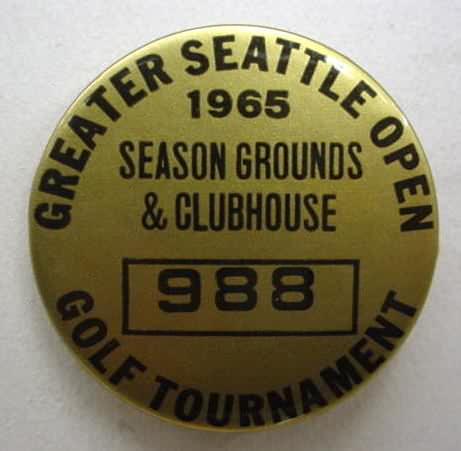 GREATER SEATTLE OPEN
1965
SEASON GROUNDS
& CLUBHOUSE
988
GOLF TOURNAMENT